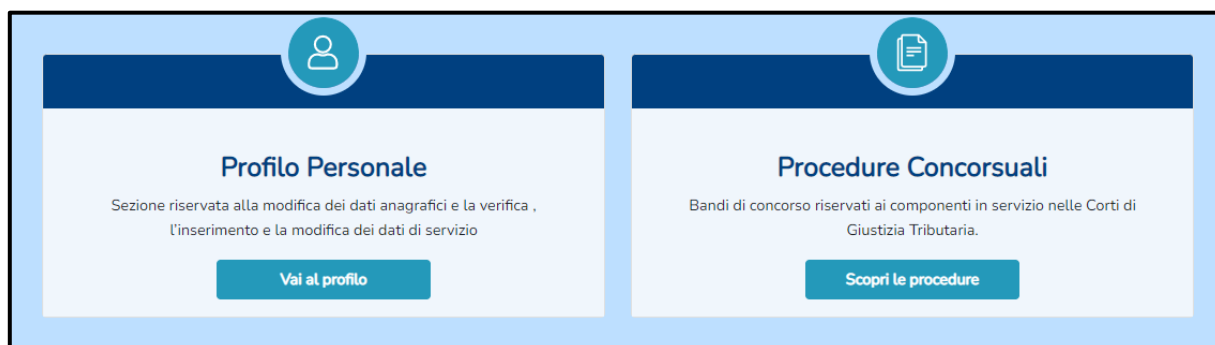 Profilo Personale
Sezione riservata alla modifica dei dati anagrafici e la verifica ,
l'inserimento e la modifica dei dati di servizio
Vai al profilo
Procedure Concorsuali
Bandi di concorso riservati ai componenti in servizio nelle Corti di
Giustizia Tributaria.
Scopri le procedure